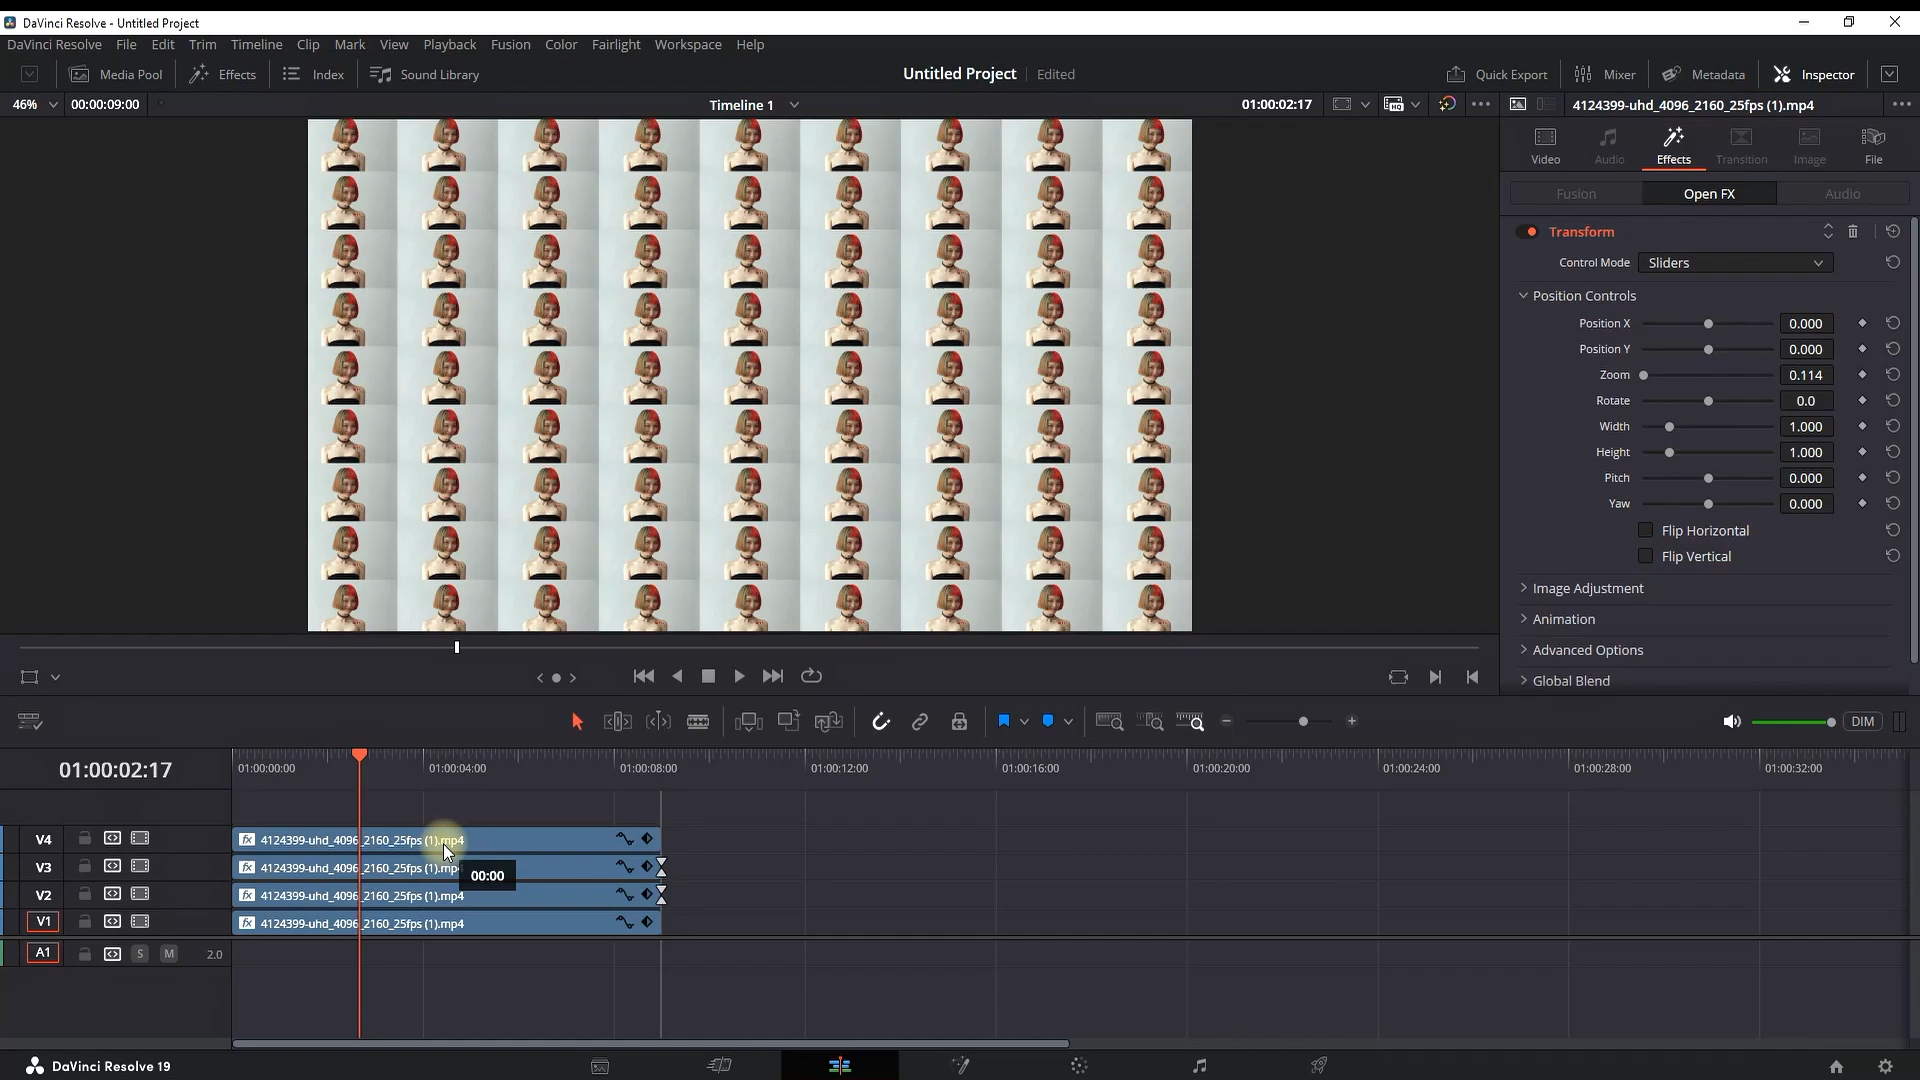 DaVinci Resolve - Untitled Project
DaVinci Resolve File Edit Trim Timeline Clip Mark View Playback Fusion Color Fairlight Workspace Help
Media Pool Effects Index Sound Library Untitled Project Edited Quick Export Mixer Metadata Inspector
46% 00:00:09:00 Timeline 1 01:00:02:17 4124399-uhd_4096_2160_25fps (1).mp4
Video Audio Effects Transition Image File
Fusion Open FX Audio
Transform
Control Mode Sliders
Position Controls
Position X 0.000
Position Y 0.000
Zoom 0.114
Rotate 0.0
Width 1.000
Height 1.000
Pitch 0.000
Yaw 0.000
Flip Horizontal
Flip Vertical
Image Adjustment
Animation
Advanced Options
Global Blend
DIM
01:00:02:17 01:00:00:00 01:00:04:00 01:00:08:00 01:00:12:00 01:00:16:00 01:00:20:00 01:00:24:00 01:00:28:00 01:00:32:00
V4 fx 4124399-uhd_4096_2160_25fps (1).mp4
V3 fx 4124399-uhd_4096_2160_25fps (1).mp4
00:00
V2 fx 4124399-uhd_4096_2160_25fps (1).mp4
V1 fx 4124399-uhd_4096_2160_25fps (1).mp4
A1 S M 2.0
DaVinci Resolve 19